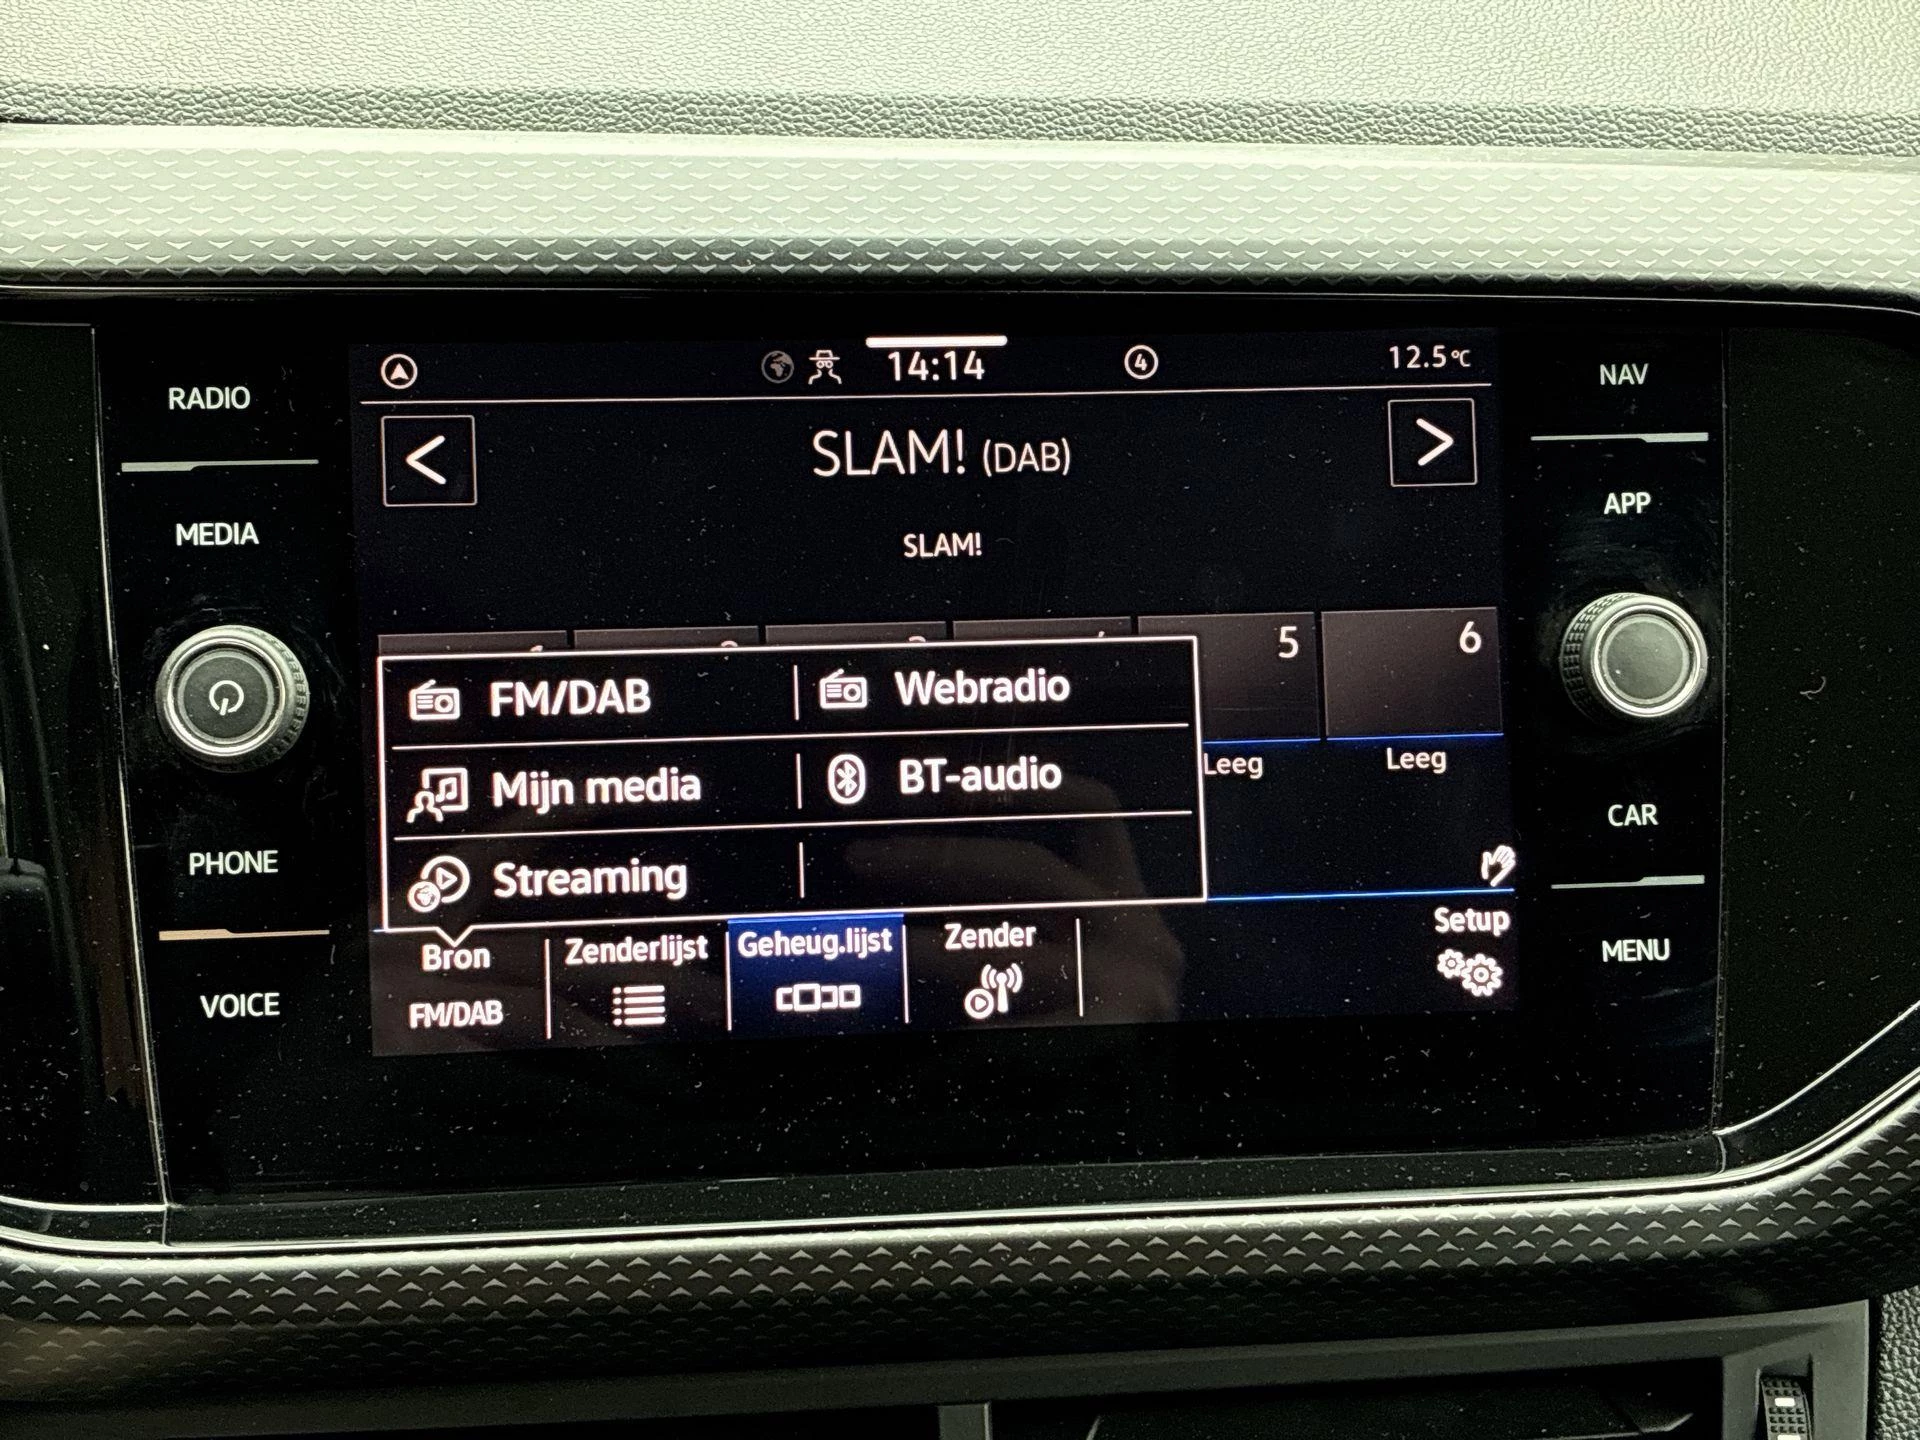 RADIO
MEDIA
PHONE
VOICE
14:14
4
12.5°C
<
SLAM! (DAB)
>
SLAM!
5
6
FM/DAB
Webradio
Mijn media
BT-audio
Streaming
Leeg
Leeg
Bron
FM/DAB
Zenderlijst
Geheug.lijst
Zender
Setup
NAV
APP
CAR
MENU